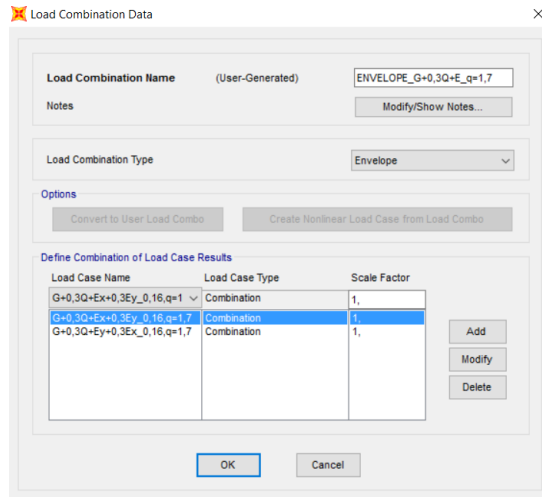 Load Combination Data
Load Combination Name (User-Generated) ENVELOPE_G+0,3Q+E_q=1,7
Notes Modify/Show Notes...
Load Combination Type Envelope
Options
Convert to User Load Combo Create Nonlinear Load Case from Load Combo
Define Combination of Load Case Results
Load Case Name Load Case Type Scale Factor
G+0,3Q+Ex+0,3Ey_0,16,q=1 Combination 1,
G+0,3Q+Ex+0,3Ey_0,16,q=1,7 Combination 1,
G+0,3Q+Ey+0,3Ex_0,16,q=1,7 Combination 1,
Add
Modify
Delete
OK Cancel